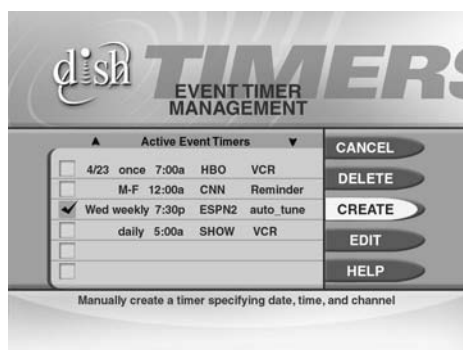 dish
TIMERS
EVENT TIMER
MANAGEMENT
Active Event Timers
4/23 once 7:00a HBO VCR
M-F 12:00a CNN Reminder
Wed weekly 7:30p ESPN2 auto_tune
daily 5:00a SHOW VCR
CANCEL
DELETE
CREATE
EDIT
HELP
Manually create a timer specifying date, time, and channel